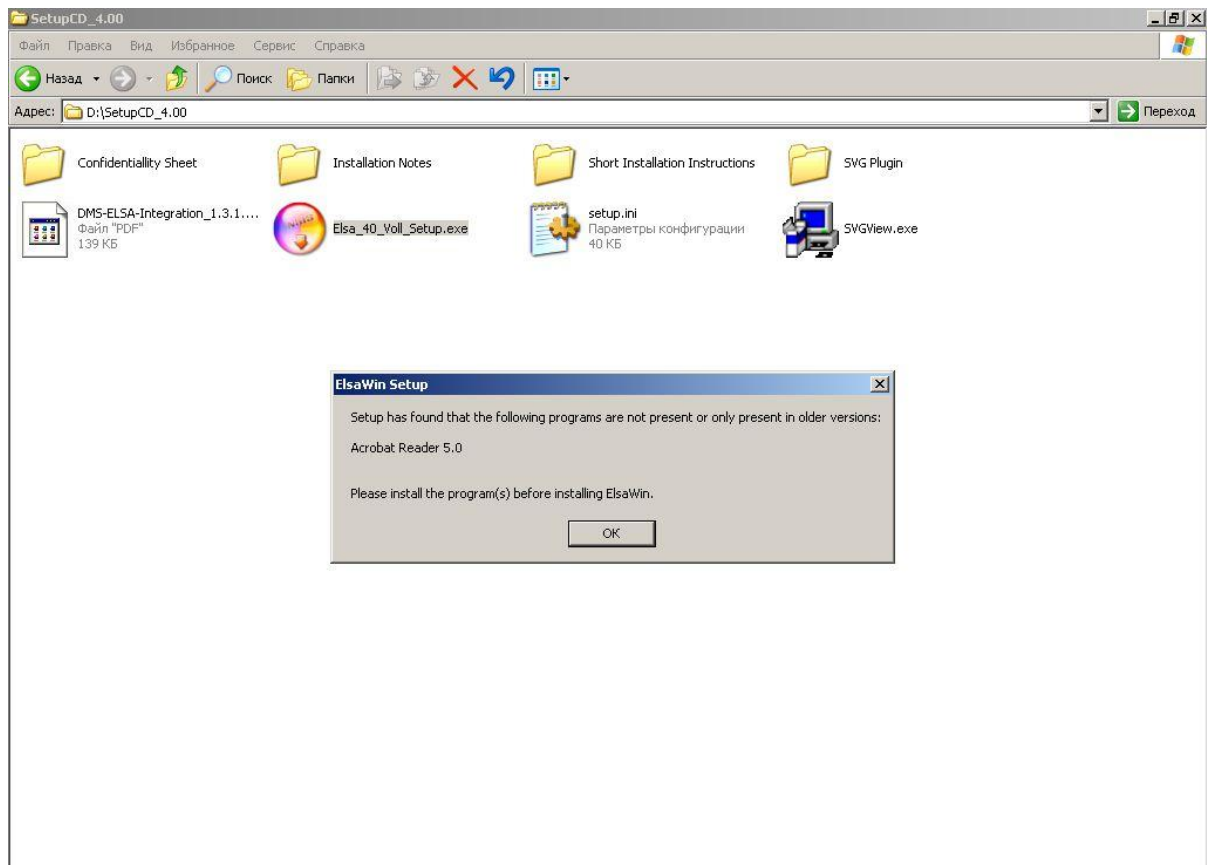 SetupCD_4.00
Файл Правка Вид Избранное Сервис Справка
Назад Поиск Папки
Адрес: D:\SetupCD_4.00 Переход
Confidentiallity Sheet Installation Notes Short Installation Instructions SVG Plugin
DMS-ELSA-Integration_1.3.1....
Файл "PDF"
139 КБ
Elsa_40_Voll_Setup.exe
setup.ini
Параметры конфигурации
40 КБ
SVGView.exe
ElsaWin Setup
Setup has found that the following programs are not present or only present in older versions:
Acrobat Reader 5.0
Please install the program(s) before installing ElsaWin.
OK